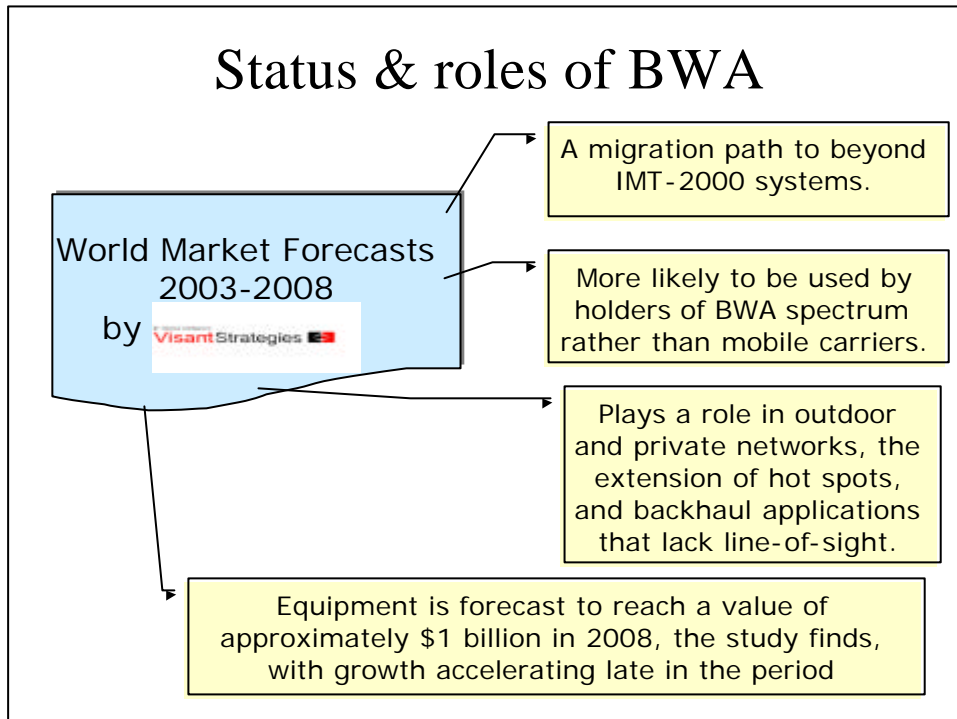 Status & roles of BWA
World Market Forecasts
2003-2008
by VisantStrategies
A migration path to beyond
IMT-2000 systems.
More likely to be used by
holders of BWA spectrum
rather than mobile carriers.
Plays a role in outdoor
and private networks, the
extension of hot spots,
and backhaul applications
that lack line-of-sight.
Equipment is forecast to reach a value of
approximately $1 billion in 2008, the study finds,
with growth accelerating late in the period